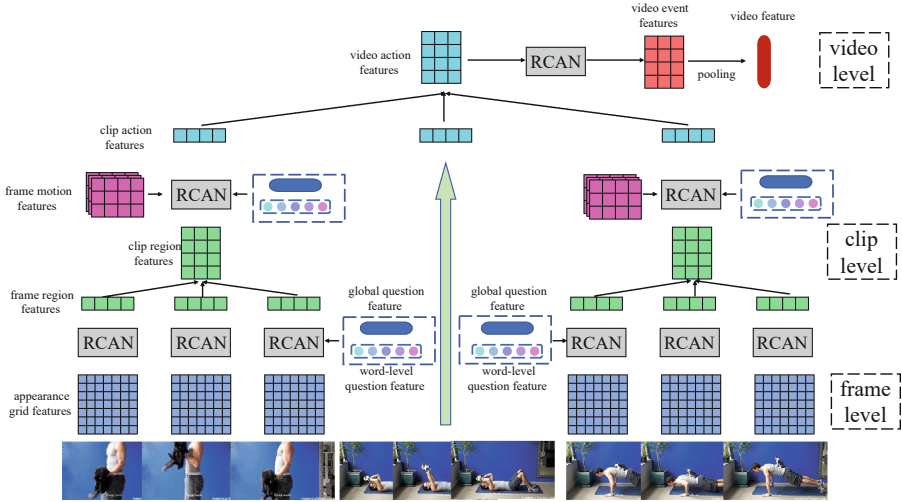 video event
features
video feature
video action
features
RCAN
pooling
video
level
clip action
features
frame motion
features
RCAN
RCAN
clip region
features
clip
level
frame region
features
global question
feature
global question
feature
RCAN
RCAN
RCAN
RCAN
RCAN
RCAN
word-level
question feature
word-level
question feature
appearance
grid features
frame
level